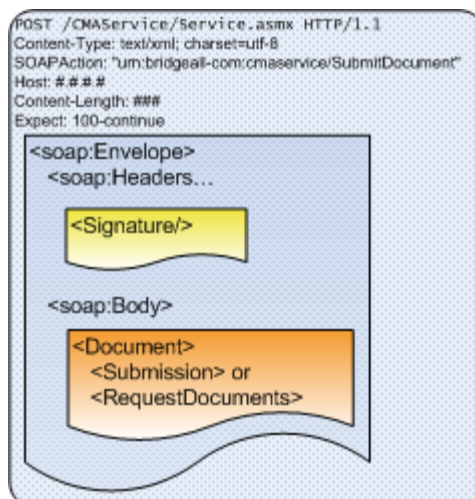 POST /CMAService/Service.asmx HTTP/1.1
Content-Type: text/xml; charset=utf-8
SOAPAction: "urn:bridgeall-com:cmaservice/SubmitDocument"
Host: #.#.#.#
Content-Length: ###
Expect: 100-continue
<soap:Envelope>
<soap:Headers...
<Signature/>
<soap:Body>
<Document>
<Submission> or
<RequestDocuments>